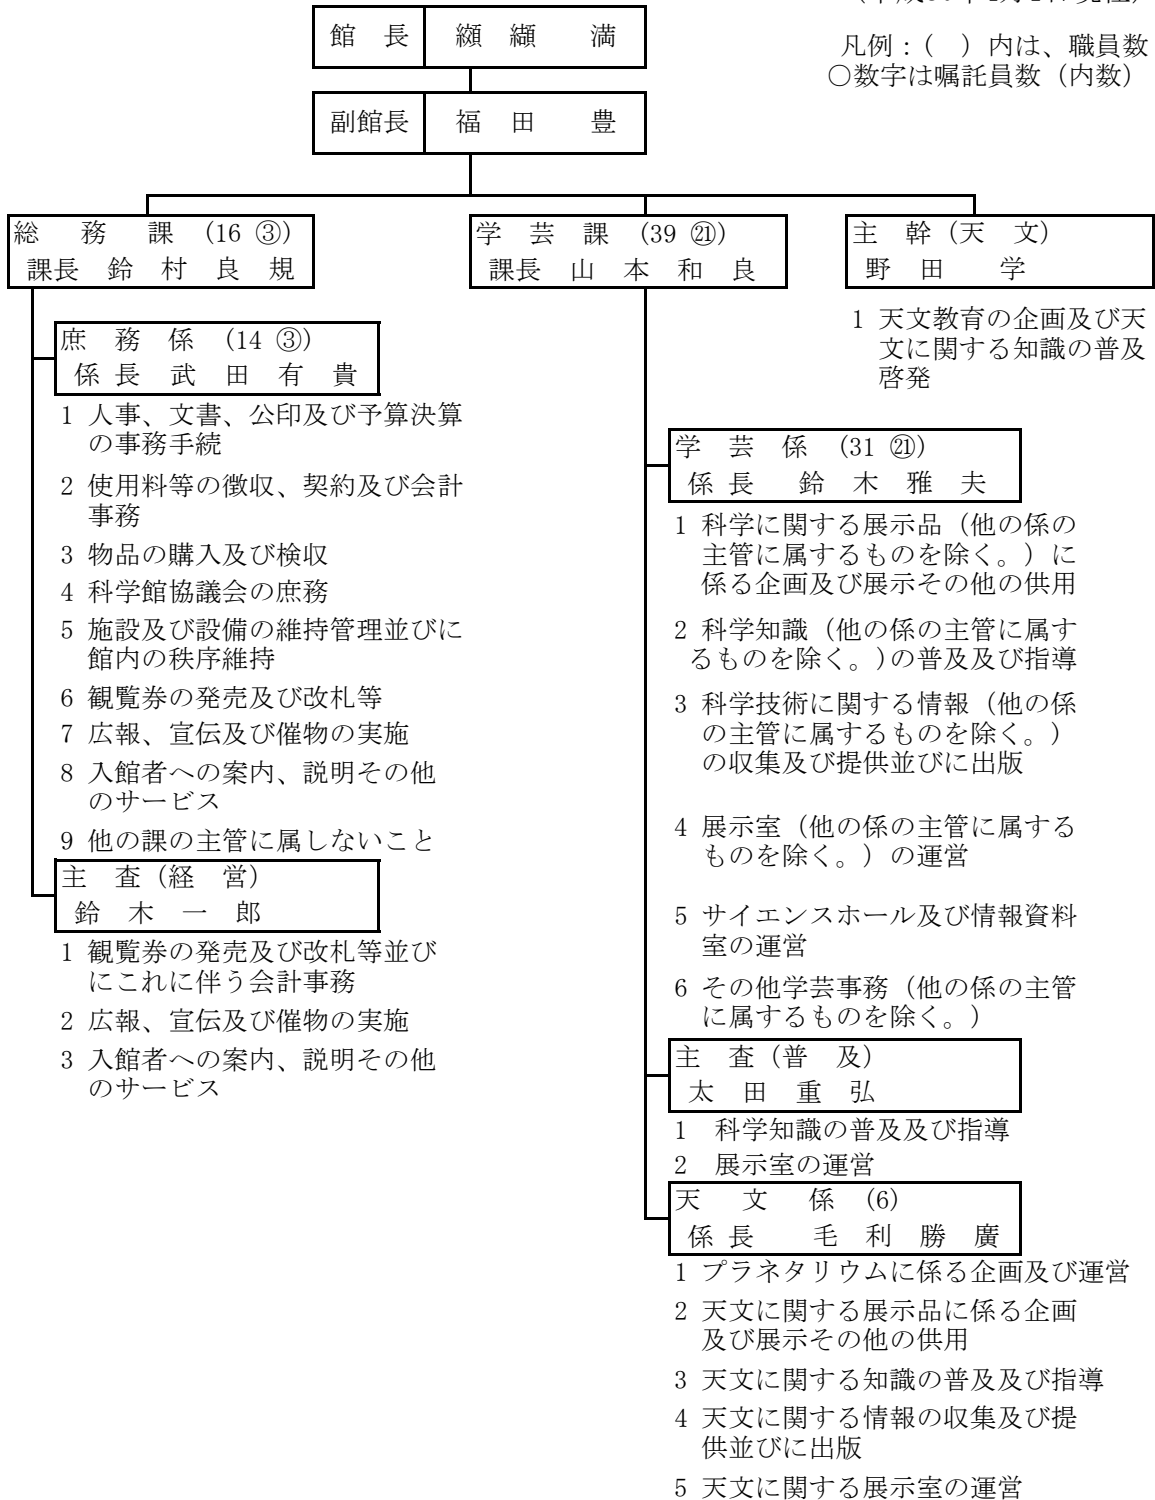 館　長　纐　纈　　満
凡例：（　）内は、職員数
○数字は嘱託員数（内数）
副館長　福　田　　豊
総　務　課　(16 ③)
課長　鈴　村　良　規
学　芸　課　(39 ㉑)
課長　山　本　和　良
主　幹（天　文）
野　田　　学
1 天文教育の企画及び天
文に関する知識の普及
啓発
庶　務　係　(14 ③)
係 長　武　田　有　貴
1 人事、文書、公印及び予算決算
の事務手続
2 使用料等の徴収、契約及び会計
事務
3 物品の購入及び検収
4 科学館協議会の庶務
5 施設及び設備の維持管理並びに
館内の秩序維持
6 観覧券の発売及び改札等
7 広報、宣伝及び催物の実施
8 入館者への案内、説明その他
のサービス
9 他の課の主管に属しないこと
主　査（経　営）
鈴　木　一　郎
1 観覧券の発売及び改札等並び
にこれに伴う会計事務
2 広報、宣伝及び催物の実施
3 入館者への案内、説明その他
のサービス
学　芸　係　(31 ㉑)
係 長　鈴　木　雅　夫
1 科学に関する展示品（他の係の
主管に属するものを除く。）に
係る企画及び展示その他の供用
2 科学知識（他の係の主管に属す
るものを除く。)の普及及び指導
3 科学技術に関する情報（他の係
の主管に属するものを除く。）
の収集及び提供並びに出版
4 展示室（他の係の主管に属する
ものを除く。）の運営
5 サイエンスホール及び情報資料
室の運営
6 その他学芸事務（他の係の主管
に属するものを除く。）
主　査（普　及）
太　田　重　弘
1　科学知識の普及及び指導
2　展示室の運営
天　文　係　(6)
係 長　毛　利　勝　廣
1 プラネタリウムに係る企画及び運営
2 天文に関する展示品に係る企画
及び展示その他の供用
3 天文に関する知識の普及及び指導
4 天文に関する情報の収集及び提
供並びに出版
5 天文に関する展示室の運営